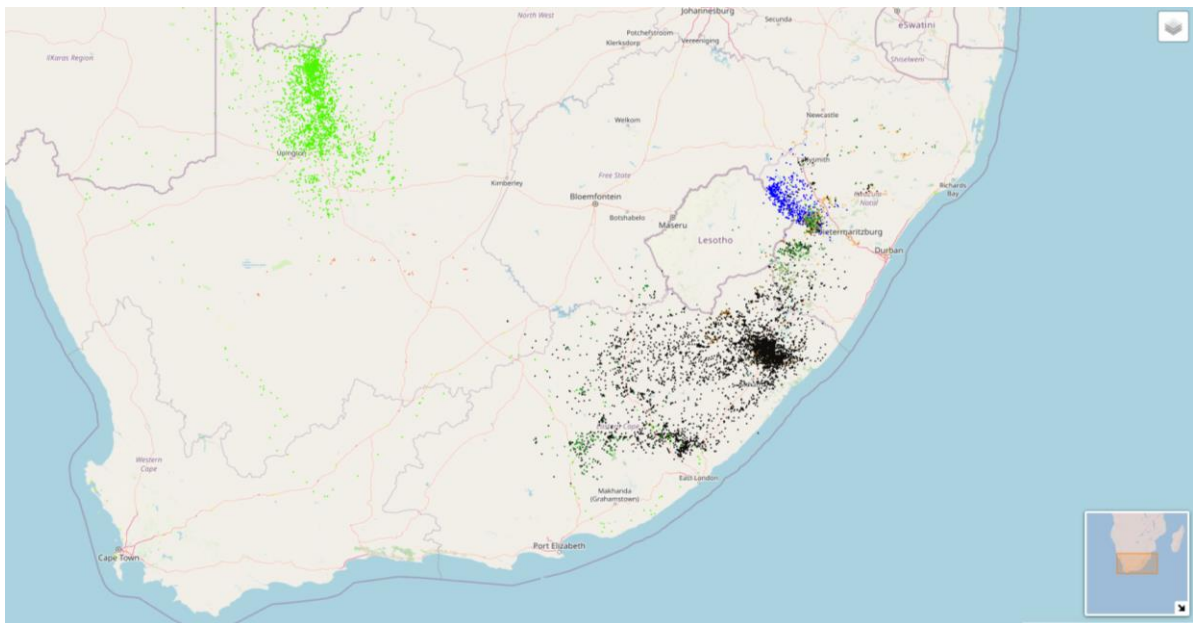 Johannesburg
North West
Secunda
eSwatini
Potchefstroom
Klerksdorp
Vereeniging
ǁKaras Region
Shiselweni
Newcastle
Welkom
Upington
Kimberley
Free State
Richards
Bay
Bloemfontein
Botshabelo
Maseru
Lesotho
Pietermaritzburg
Durban
Western
Cape
East London
Makhanda
(Grahamstown)
Port Elizabeth
Cape Town